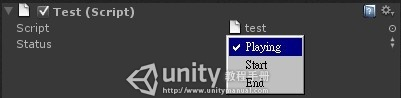 Test (Script)
Script
test
Status
Playing
Start
End
unity 教程手册
http://www.unitymanual.com